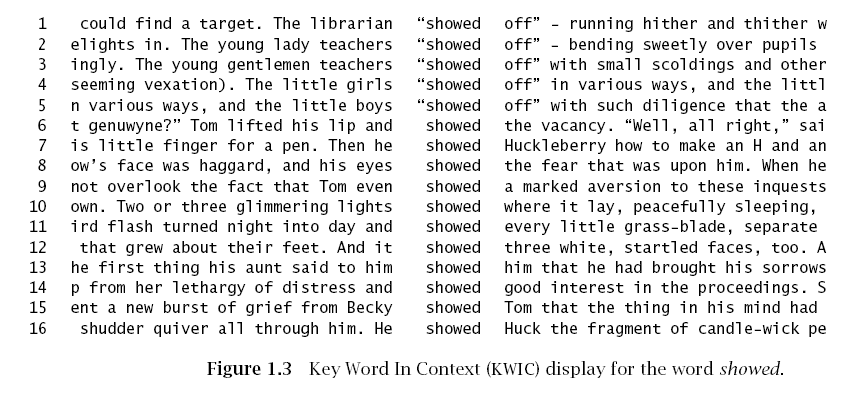 1 could find a target. The librarian “showed off” - running hither and thither w
2 elights in. The young lady teachers “showed off” - bending sweetly over pupils
3 ingly. The young gentlemen teachers “showed off” with small scoldings and other
4 seeming vexation). The little girls “showed off” in various ways, and the littl
5 n various ways, and the little boys “showed off” with such diligence that the a
6 t genuwyne?” Tom lifted his lip and showed the vacancy. “Well, all right,” sai
7 is little finger for a pen. Then he showed Huckleberry how to make an H and an
8 ow’s face was haggard, and his eyes showed the fear that was upon him. When he
9 not overlook the fact that Tom even showed a marked aversion to these inquests
10 own. Two or three glimmering lights showed where it lay, peacefully sleeping,
11 ird flash turned night into day and showed every little grass-blade, separate
12 that grew about their feet. And it showed three white, startled faces, too. A
13 he first thing his aunt said to him showed him that he had brought his sorrows
14 p from her lethargy of distress and showed good interest in the proceedings. S
15 ent a new burst of grief from Becky showed Tom that the thing in his mind had
16 shudder quiver all through him. He showed Huck the fragment of candle-wick pe
Figure 1.3 Key Word In Context (KWIC) display for the word showed.